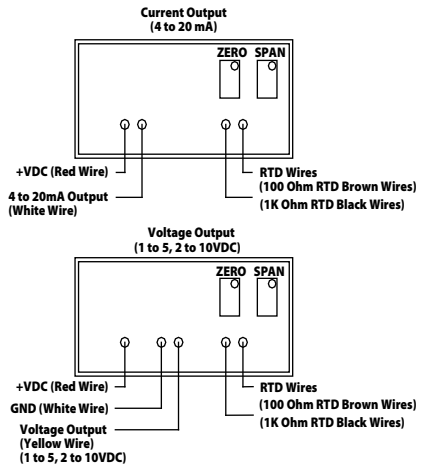 Current Output
(4 to 20 mA)
ZERO SPAN
+VDC (Red Wire)
4 to 20mA Output
(White Wire)
RTD Wires
(100 Ohm RTD Brown Wires)
(1K Ohm RTD Black Wires)
Voltage Output
(1 to 5, 2 to 10VDC)
ZERO SPAN
+VDC (Red Wire)
GND (White Wire)
Voltage Output
(Yellow Wire)
(1 to 5, 2 to 10VDC)
RTD Wires
(100 Ohm RTD Brown Wires)
(1K Ohm RTD Black Wires)